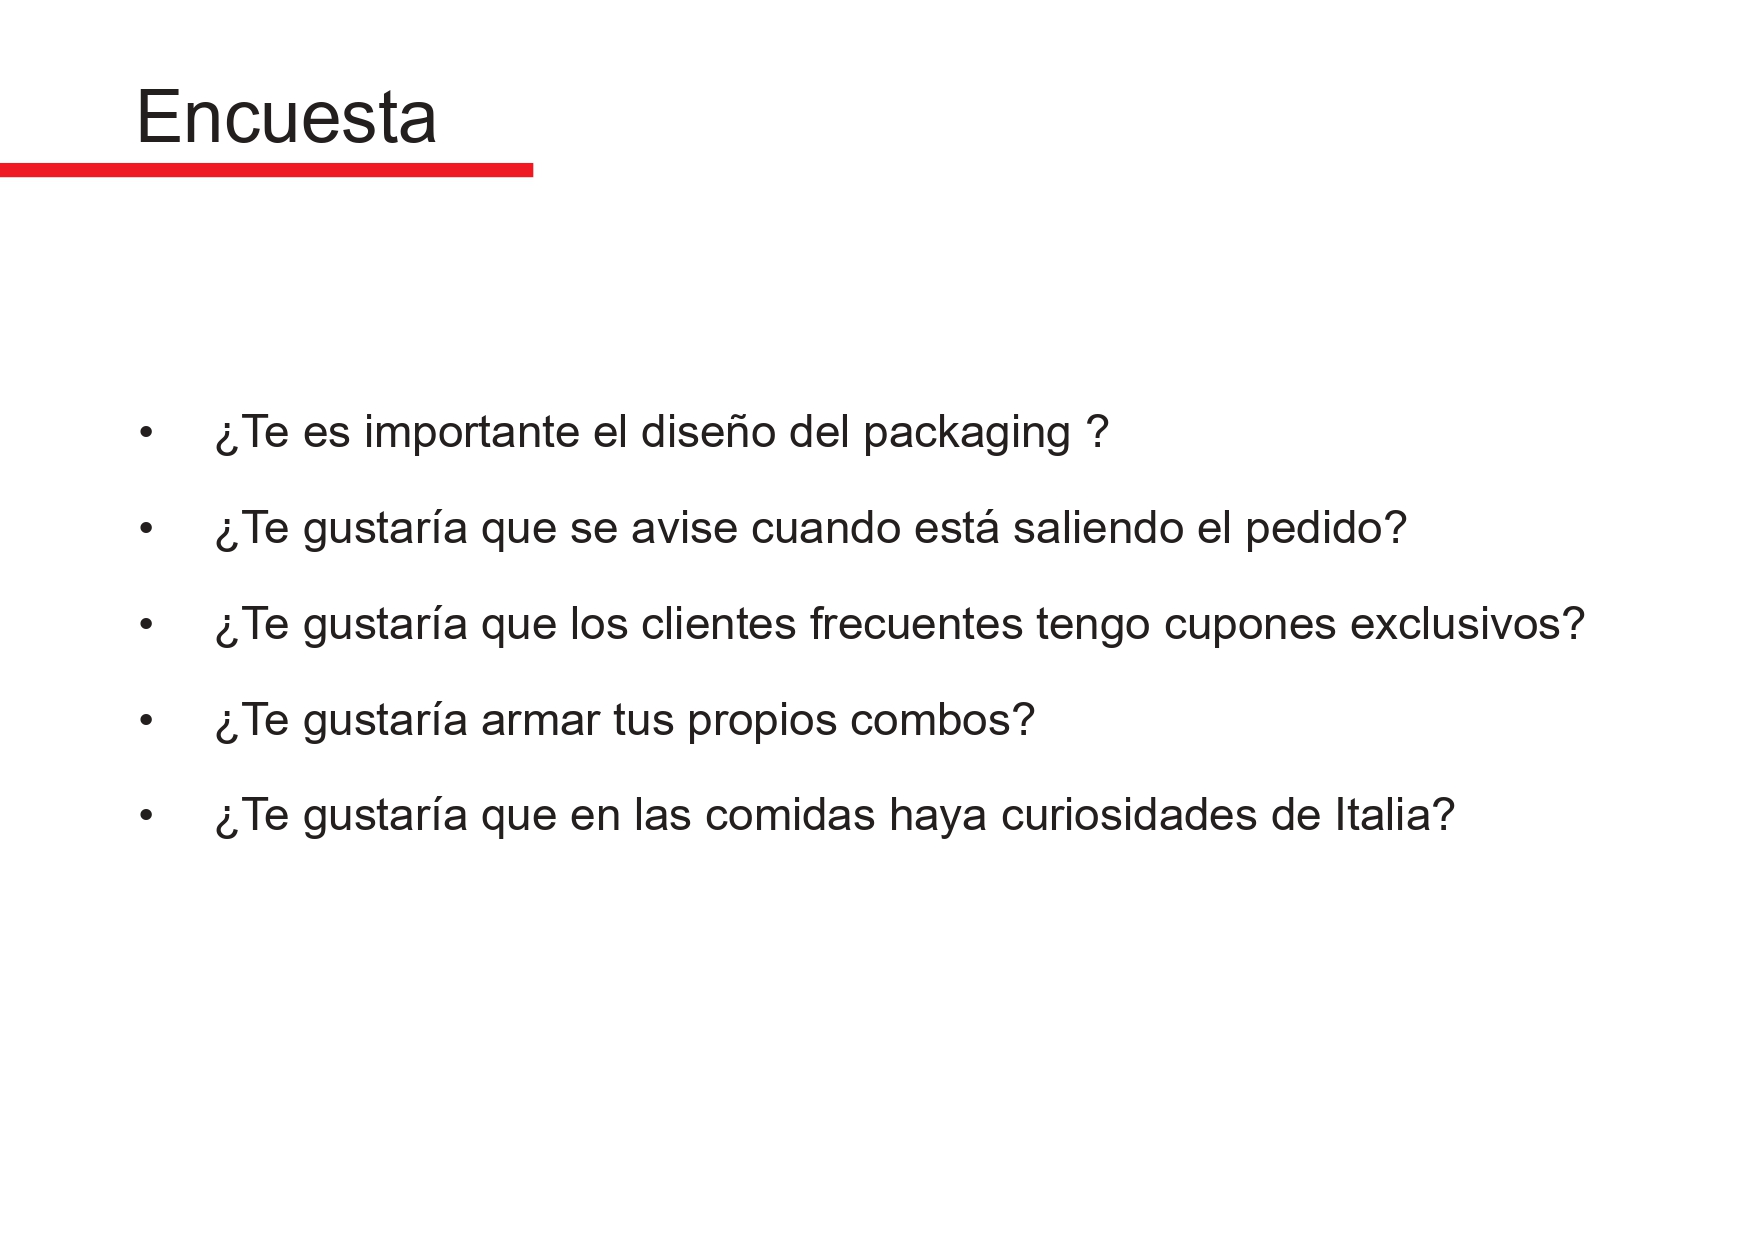 Encuesta
• ¿Te es importante el diseño del packaging ?
• ¿Te gustaría que se avise cuando está saliendo el pedido?
• ¿Te gustaría que los clientes frecuentes tengo cupones exclusivos?
• ¿Te gustaría armar tus propios combos?
• ¿Te gustaría que en las comidas haya curiosidades de Italia?